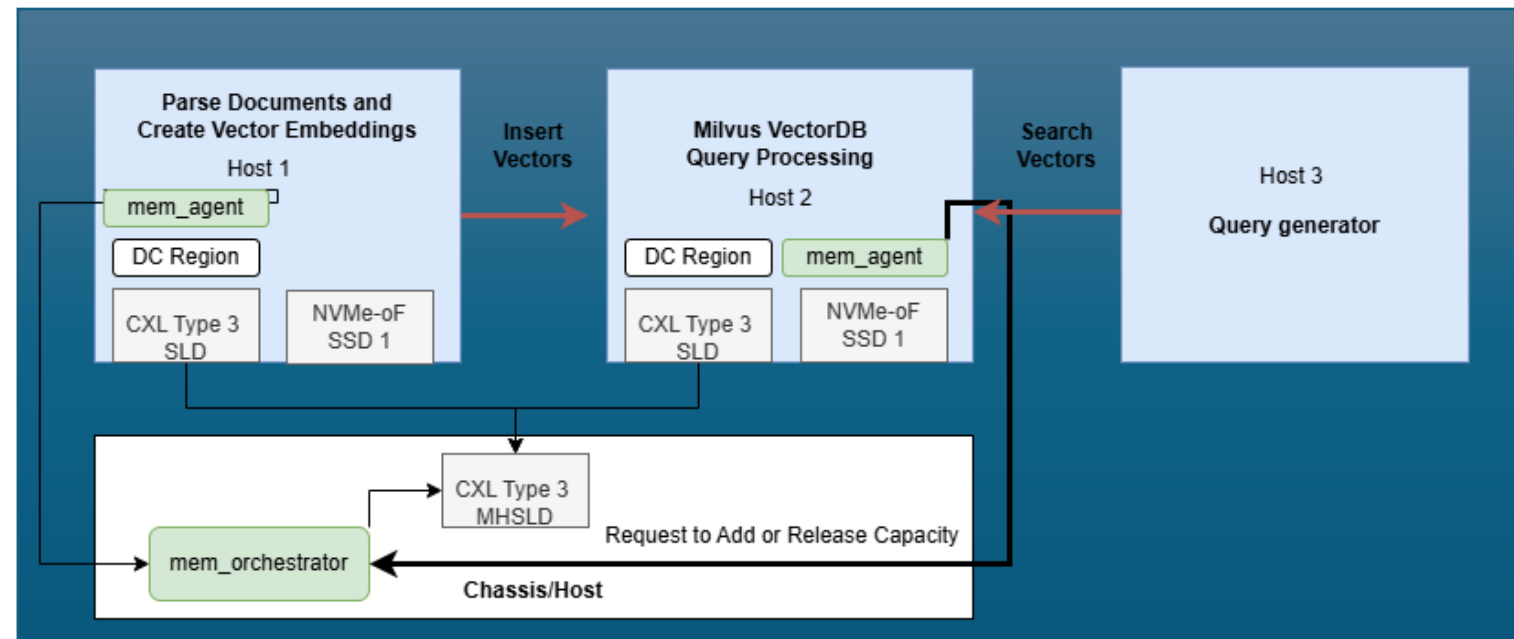 Parse Documents and
Create Vector Embeddings
Host 1
mem_agent
DC Region
CXL Type 3
SLD
NVMe-oF
SSD 1
Insert
Vectors
Milvus VectorDB
Query Processing
Host 2
DC Region
mem_agent
CXL Type 3
SLD
NVMe-oF
SSD 1
Search
Vectors
Host 3
Query generator
CXL Type 3
MHSLD
Request to Add or Release Capacity
mem_orchestrator
Chassis/Host